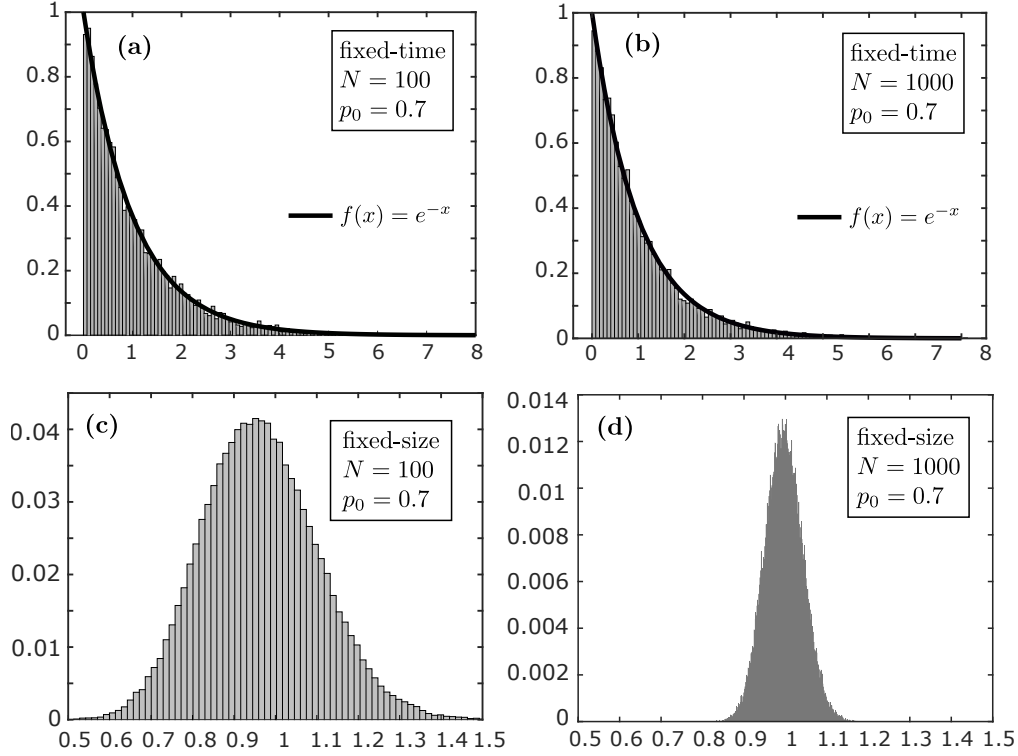 (a)
fixed-time
N = 100
p0 = 0.7
f(x) = e^{-x}
1
0.8
0.6
0.4
0.2
0
0 1 2 3 4 5 6 7 8
(b)
fixed-time
N = 1000
p0 = 0.7
f(x) = e^{-x}
1
0.8
0.6
0.4
0.2
0
0 1 2 3 4 5 6 7 8
(c)
fixed-size
N = 100
p0 = 0.7
0.04
0.03
0.02
0.01
0
0.5 0.6 0.7 0.8 0.9 1 1.1 1.2 1.3 1.4 1.5
(d)
fixed-size
N = 1000
p0 = 0.7
0.014
0.012
0.01
0.008
0.006
0.004
0.002
0
0.5 0.6 0.7 0.8 0.9 1 1.1 1.2 1.3 1.4 1.5